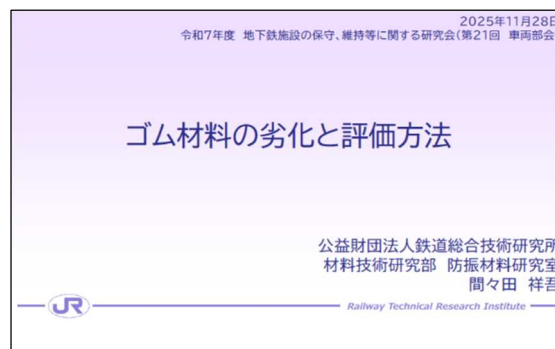 2025年11月28日
令和7年度 地下鉄施設の保守、維持等に関する研究会(第21回 車両部会
ゴム材料の劣化と評価方法
公益財団法人鉄道総合技術研究所
材料技術研究部 防振材料研究室
間々田 祥吾
JR
Railway Technical Research Institute